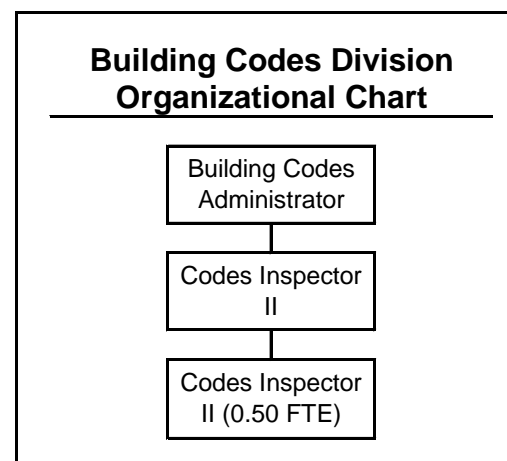 Building Codes Division
Organizational Chart
Building Codes
Administrator
Codes Inspector
II
Codes Inspector
II (0.50 FTE)